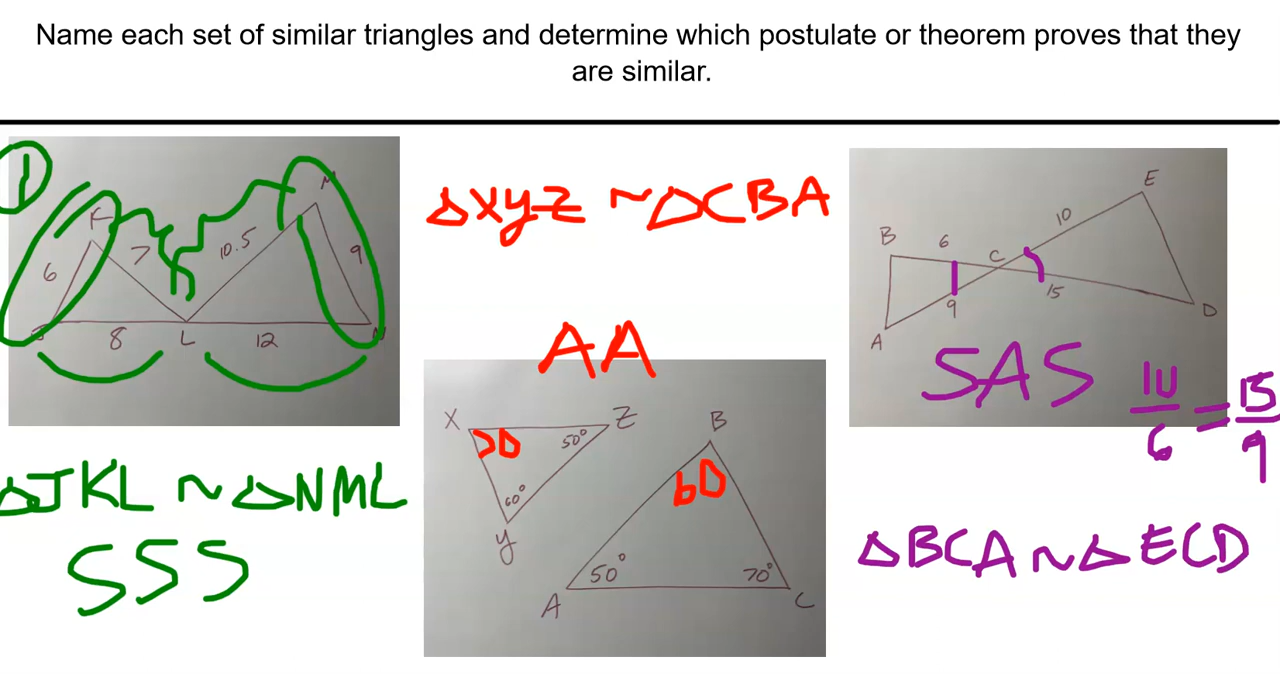 Name each set of similar triangles and determine which postulate or theorem proves that they
are similar.
1
K
M
6
7
10.5
9
8
L
12
N
△JKL ~ △NML
SSS
△XYZ ~ △CBA
AA
X
Z
50°
60°
Y
B
60
50°
70°
A
C
E
10
B
6
C
15
9
D
A
SAS
10/6 = 15/9
△BCA ~ △ECD